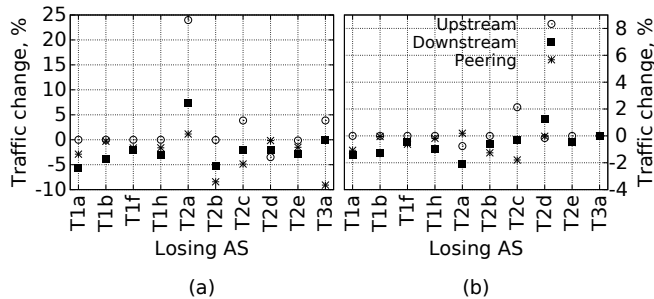 Traffic change, %
25
20
15
10
5
0
-5
-10
T1a
T1b
T1f
T1h
T2a
T2b
T2c
T2d
T2e
T3a
Losing AS
(a)
Upstream
Downstream
Peering
8
6
4
2
0
-2
-4
Traffic change, %
T1a
T1b
T1f
T1h
T2a
T2b
T2c
T2d
T2e
T3a
Losing AS
(b)